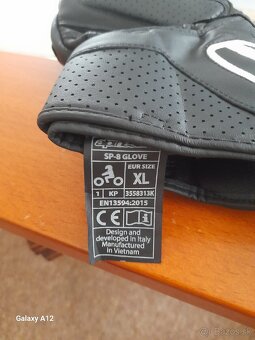 SP-8 GLOVE
EUR SIZE
XL
1 KP 3558313K
EN13594:2015
CE
Design and
developed in Italy
Manufactured
in Vietnam
Galaxy A12